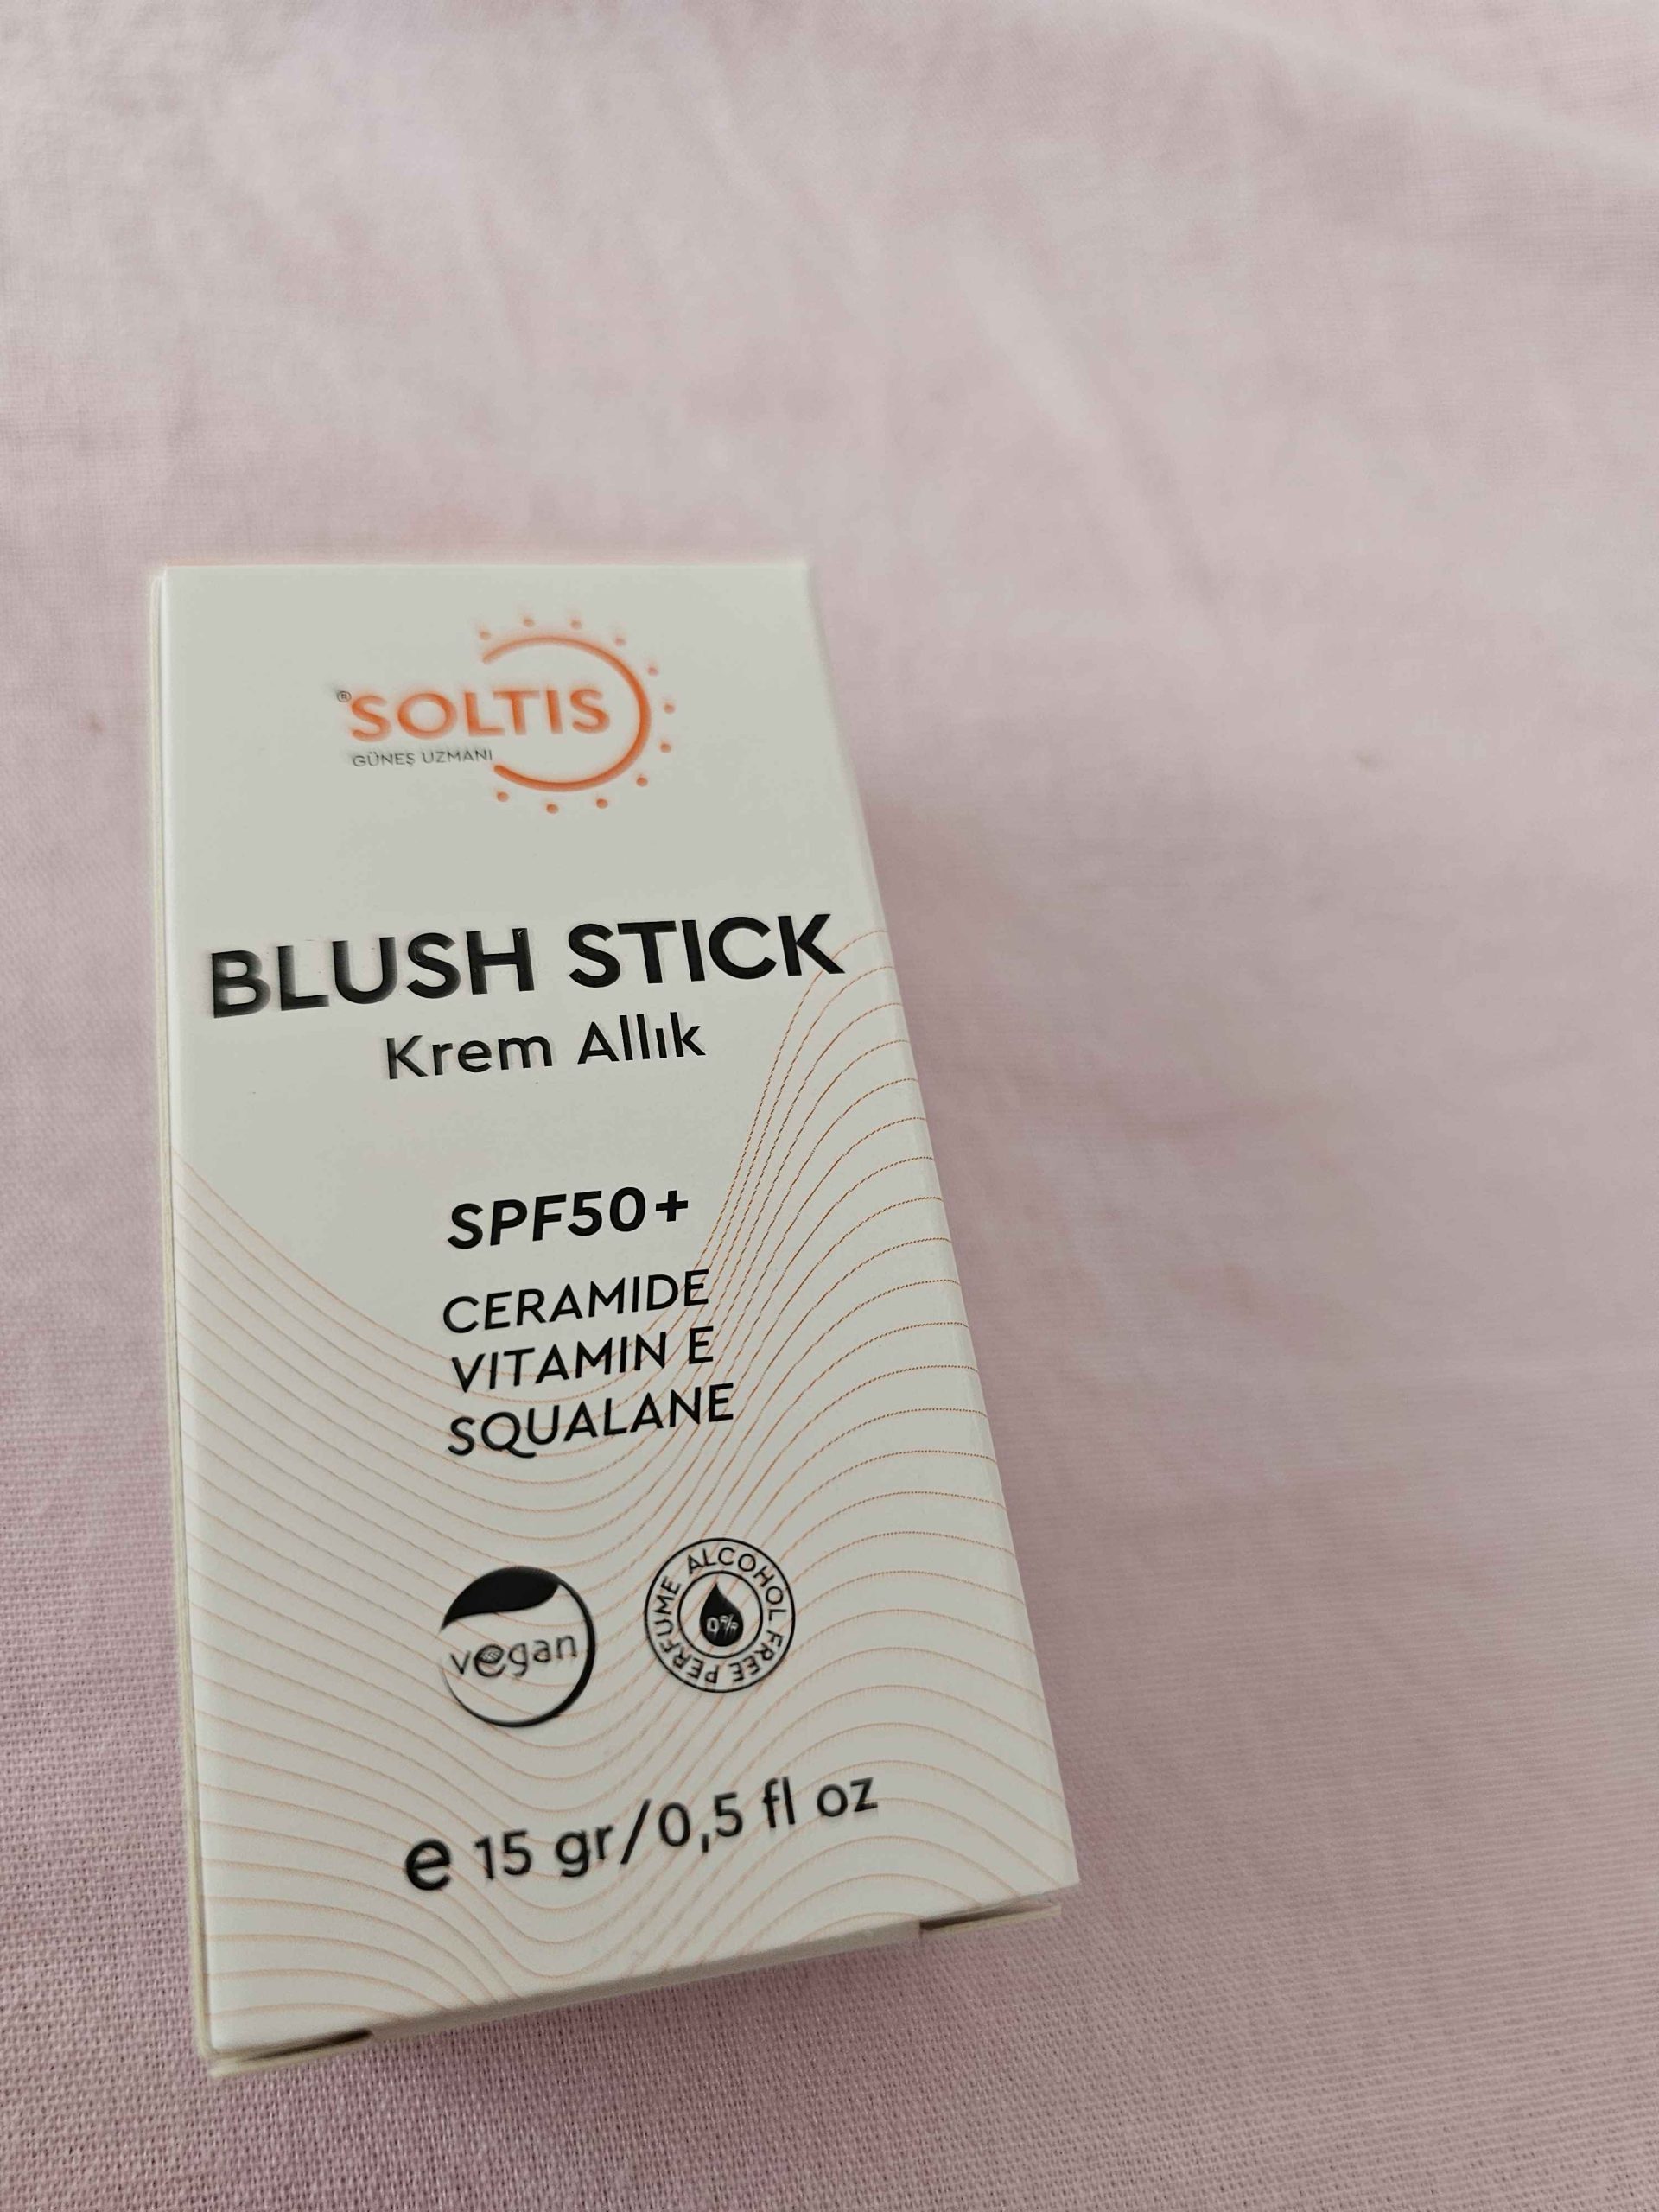 ®SOLTIS
GÜNEŞ UZMANI
BLUSH STICK
Krem Allık
SPF50+
CERAMIDE
VITAMIN E
SQUALANE
vegan
ALCOHOL FREE PERFUME
0%
e 15 gr/0,5 fl oz